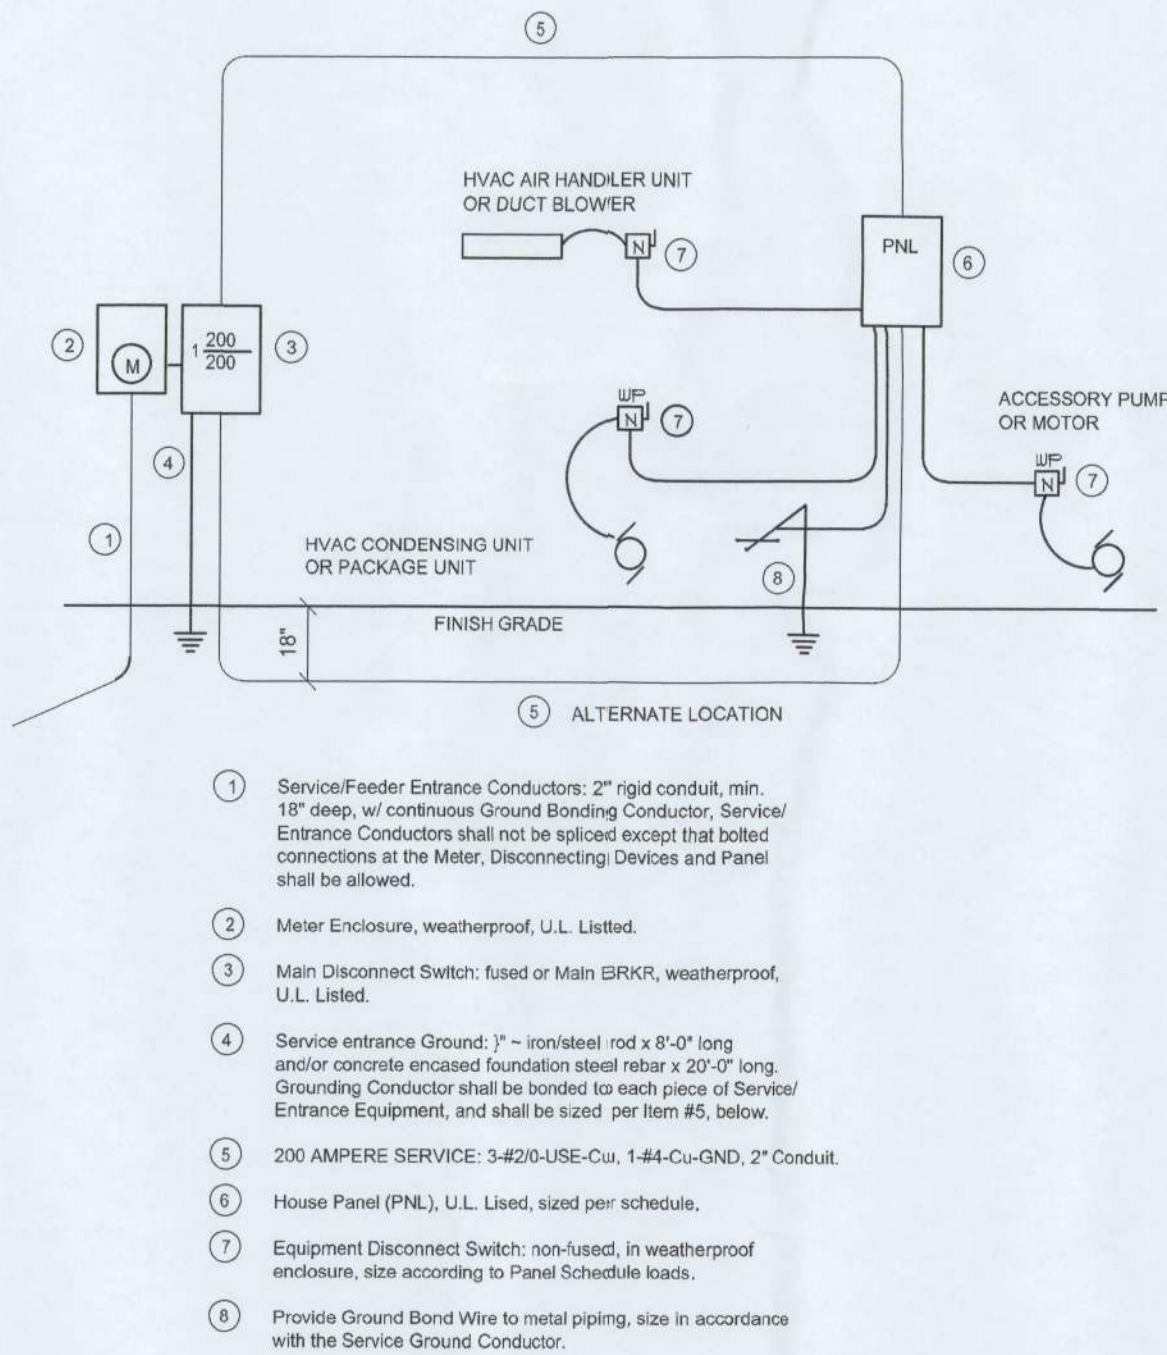 5
HVAC AIR HANDLER UNIT
OR DUCT BLOWER
N
7
PNL
6
2
M
1 200
200
3
WP
N
7
ACCESSORY PUMP
OR MOTOR
4
WP
N
7
1
HVAC CONDENSING UNIT
OR PACKAGE UNIT
8
FINISH GRADE
18"
5 ALTERNATE LOCATION
1 Service/Feeder Entrance Conductors: 2" rigid conduit, min.
18" deep, w/ continuous Ground Bonding Conductor, Service/
Entrance Conductors shall not be spliced except that bolted
connections at the Meter, Disconnecting Devices and Panel
shall be allowed.
2 Meter Enclosure, weatherproof, U.L. Listted.
3 Main Disconnect Switch: fused or Main BRKR, weatherproof,
U.L. Listed.
4 Service entrance Ground: }" ~ iron/steel rod x 8'-0" long
and/or concrete encased foundation steel rebar x 20'-0" long.
Grounding Conductor shall be bonded to each piece of Service/
Entrance Equipment, and shall be sized per Item #5, below.
5 200 AMPERE SERVICE: 3-#2/0-USE-Cu, 1-#4-Cu-GND, 2" Conduit.
6 House Panel (PNL), U.L. Lised, sized per schedule.
7 Equipment Disconnect Switch: non-fused, in weatherproof
enclosure, size according to Panel Schedule loads.
8 Provide Ground Bond Wire to metal piping, size in accordance
with the Service Ground Conductor.